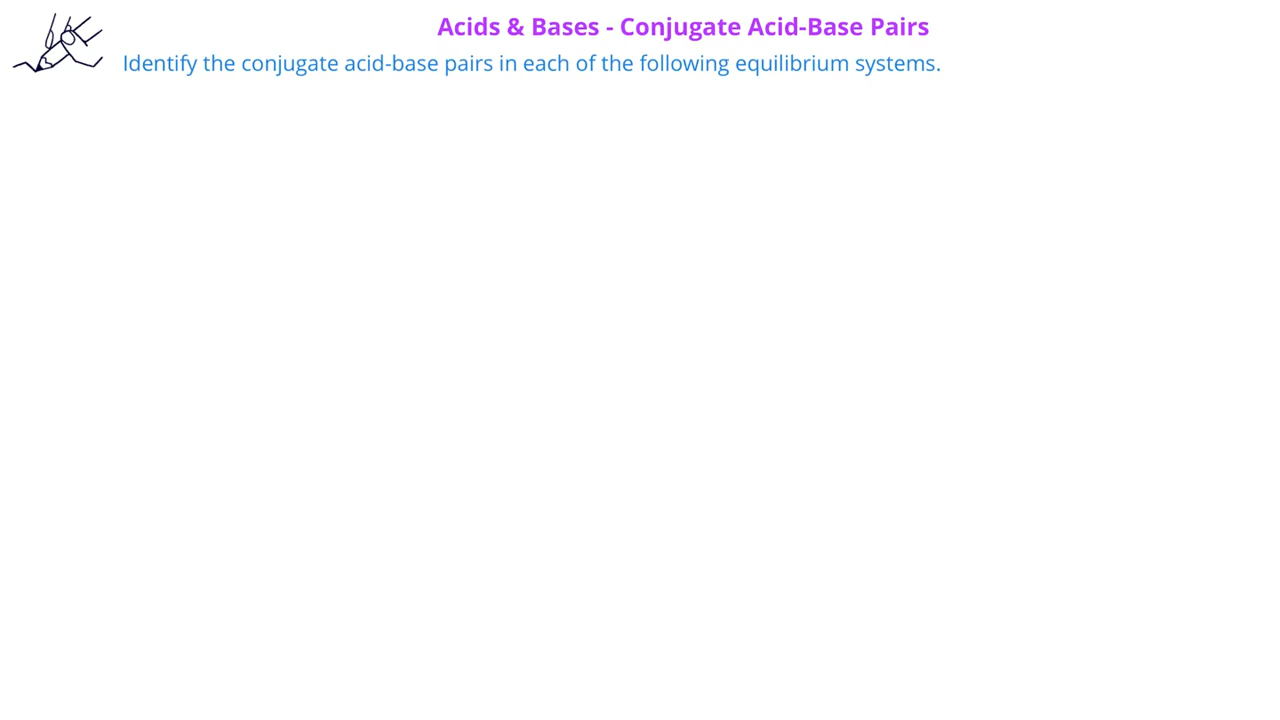 Acids & Bases - Conjugate Acid-Base Pairs
Identify the conjugate acid-base pairs in each of the following equilibrium systems.